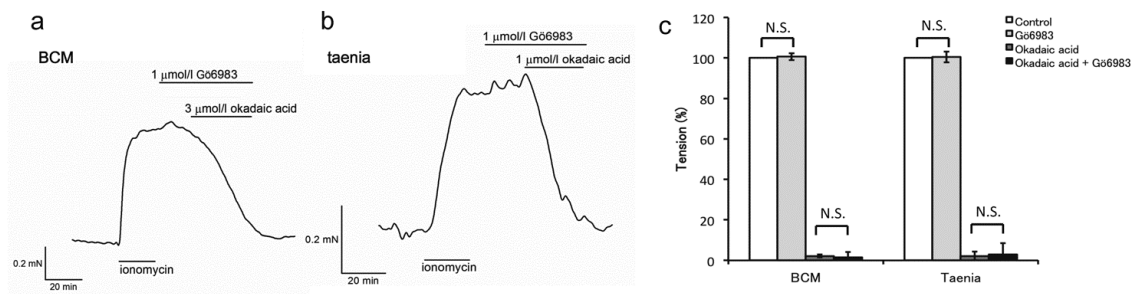 a
BCM
1 μmol/l Gö6983
3 μmol/l okadaic acid
0.2 mN
20 min
ionomycin
b
taenia
1 μmol/l Gö6983
1 μmol/l okadaic acid
0.2 mN
20 min
ionomycin
c
Tension (%)
120
100
80
60
40
20
0
N.S.
N.S.
N.S.
N.S.
BCM
Taenia
Control
Gö6983
Okadaic acid
Okadaic acid + Gö6983